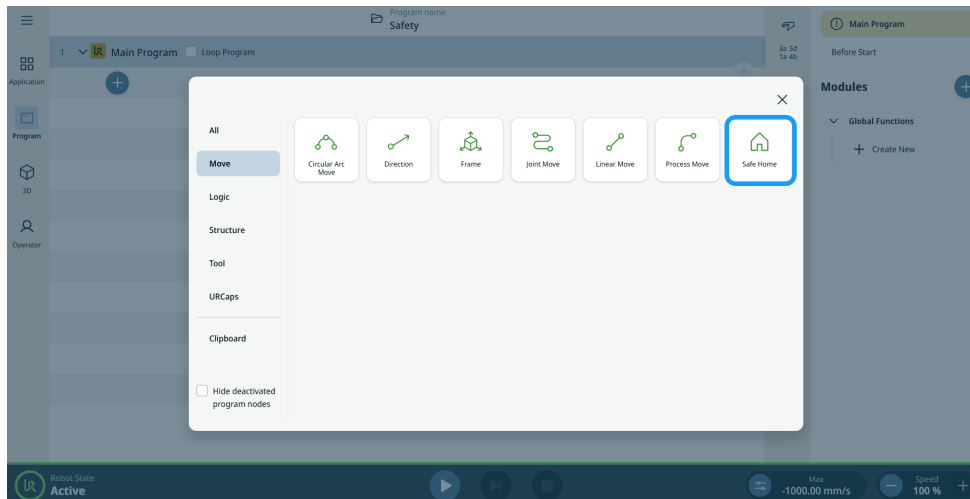 Program name
Safety
1
Main Program
Loop Program
3a 5d
1a 4b
Main Program
Before Start
Application
Modules
Program
Global Functions
Create New
3D
Operator
All
Move
Logic
Structure
Tool
URCaps
Clipboard
Hide deactivated
program nodes
Circular Arc
Move
Direction
Frame
Joint Move
Linear Move
Process Move
Safe Home
UR
Robot State
Active
Max
-1000.00 mm/s
Speed
100 %